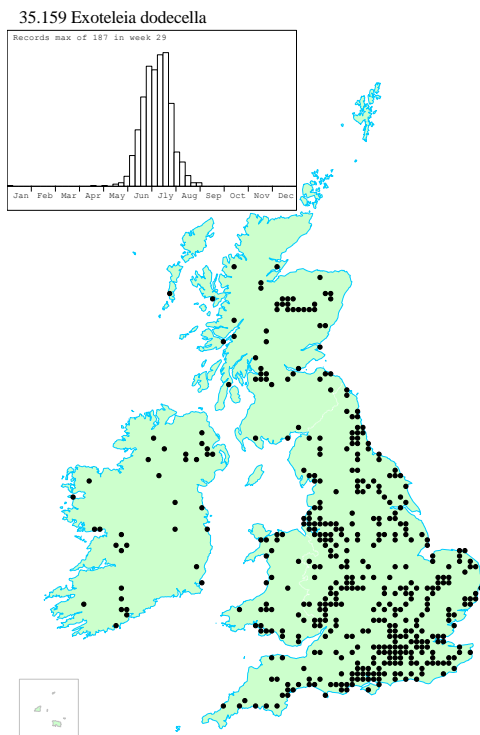 35.159 Exoteleia dodecella
Records max of 187 in week 29
Jan Feb Mar Apr May Jun Jly Aug Sep Oct Nov Dec